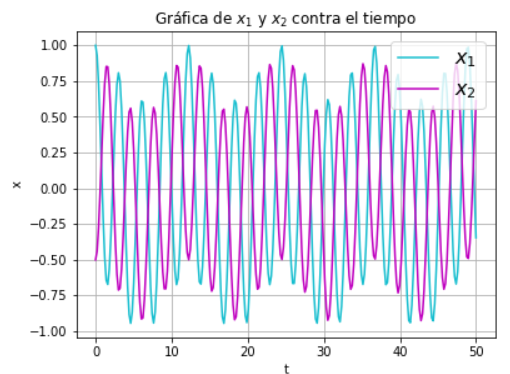 Gráfica de x₁ y x₂ contra el tiempo
x₁
x₂
1.00
0.75
0.50
0.25
0.00
−0.25
−0.50
−0.75
−1.00
x
0 10 20 30 40 50
t